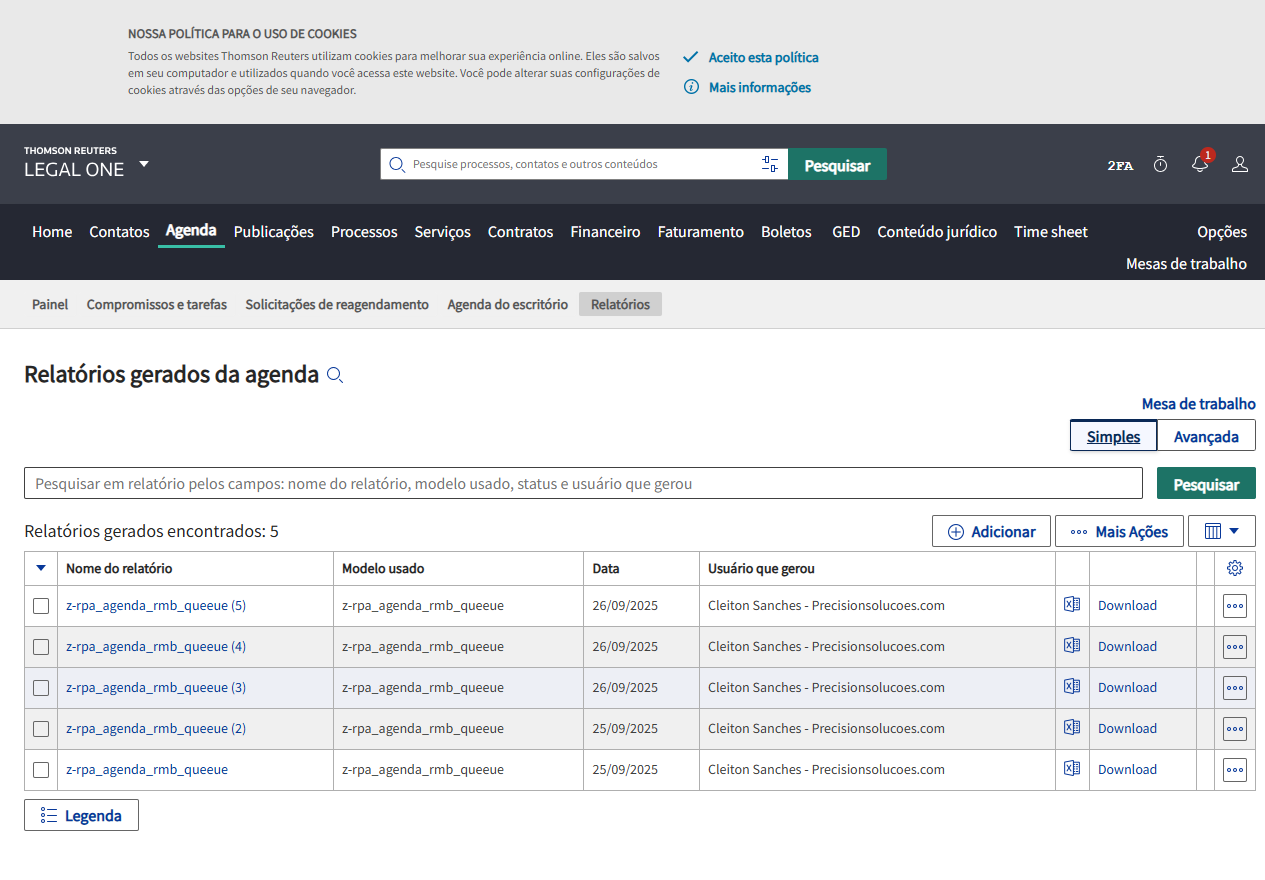 NOSSA POLÍTICA PARA O USO DE COOKIES
Todos os websites Thomson Reuters utilizam cookies para melhorar sua experiência online. Eles são salvos
em seu computador e utilizados quando você acessa este website. Você pode alterar suas configurações de
cookies através das opções de seu navegador.
Aceito esta política
Mais informações
THOMSON REUTERS
LEGAL ONE
Pesquise processos, contatos e outros conteúdos
Pesquisar
2FA
1
Home Contatos Agenda Publicações Processos Serviços Contratos Financeiro Faturamento Boletos GED Conteúdo jurídico Time sheet Opções
Mesas de trabalho
Painel Compromissos e tarefas Solicitações de reagendamento Agenda do escritório Relatórios
Relatórios gerados da agenda
Mesa de trabalho
Simples Avançada
Pesquisar em relatório pelos campos: nome do relatório, modelo usado, status e usuário que gerou
Pesquisar
Relatórios gerados encontrados: 5
Adicionar Mais Ações
Nome do relatório Modelo usado Data Usuário que gerou
z-rpa_agenda_rmb_queeue (5) z-rpa_agenda_rmb_queeue 26/09/2025 Cleiton Sanches - Precisionsolucoes.com Download
z-rpa_agenda_rmb_queeue (4) z-rpa_agenda_rmb_queeue 26/09/2025 Cleiton Sanches - Precisionsolucoes.com Download
z-rpa_agenda_rmb_queeue (3) z-rpa_agenda_rmb_queeue 26/09/2025 Cleiton Sanches - Precisionsolucoes.com Download
z-rpa_agenda_rmb_queeue (2) z-rpa_agenda_rmb_queeue 25/09/2025 Cleiton Sanches - Precisionsolucoes.com Download
z-rpa_agenda_rmb_queeue z-rpa_agenda_rmb_queeue 25/09/2025 Cleiton Sanches - Precisionsolucoes.com Download
Legenda